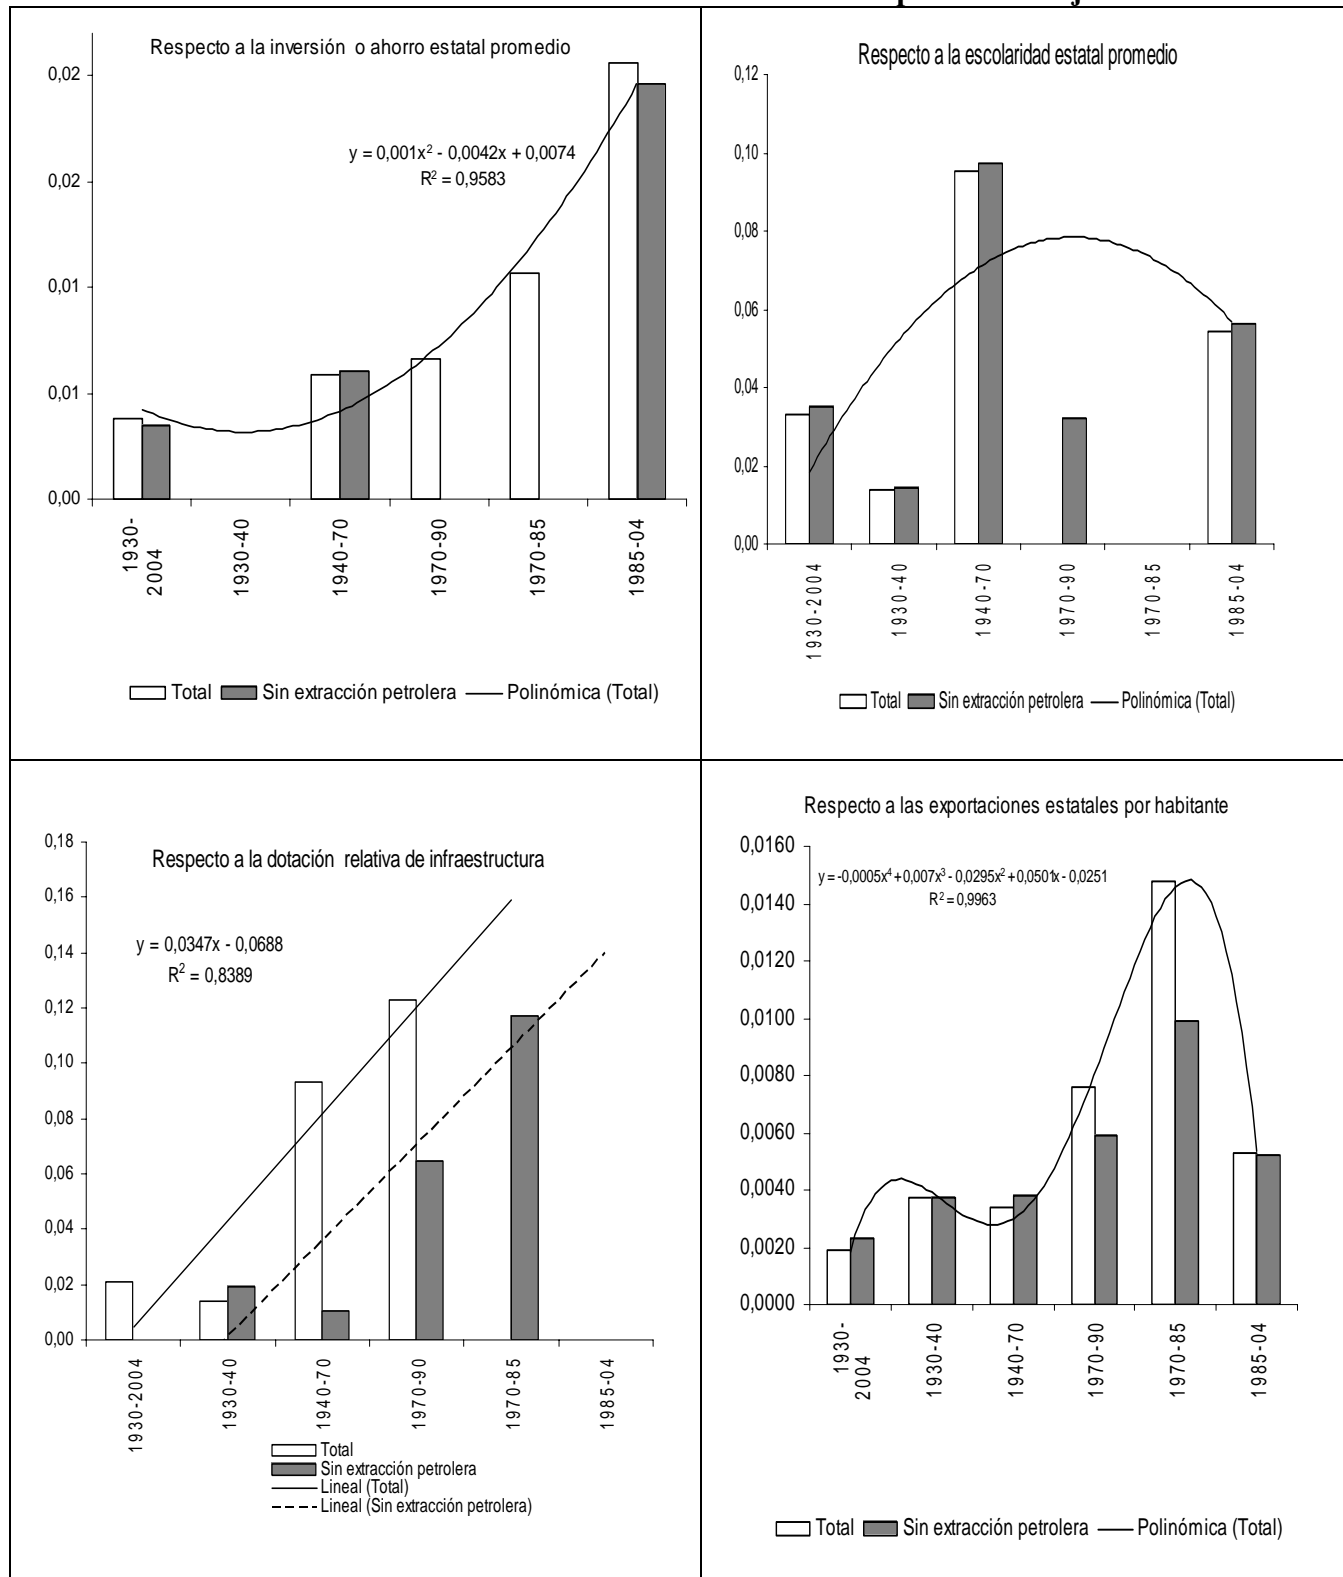 Respecto a la inversión o ahorro estatal promedio
0,02
y = 0,001x² - 0,0042x + 0,0074
R² = 0,9583
0,02
0,01
0,01
0,00
1930-2004
1930-40
1940-70
1970-90
1970-85
1985-04
Total
Sin extracción petrolera
Polinómica (Total)
Respecto a la escolaridad estatal promedio
0,12
0,10
0,08
0,06
0,04
0,02
0,00
1930-2004
1930-40
1940-70
1970-90
1970-85
1985-04
Total
Sin extracción petrolera
Polinómica (Total)
0,18
Respecto a la dotación relativa de infraestructura
0,16
y = 0,0347x - 0,0688
R² = 0,8389
0,14
0,12
0,10
0,08
0,06
0,04
0,02
0,00
1930-2004
1930-40
1940-70
1970-90
1970-85
1985-04
Total
Sin extracción petrolera
Lineal (Total)
Lineal (Sin extracción petrolera)
Respecto a las exportaciones estatales por habitante
0,0160
y = -0,0005x⁴ + 0,007x³ - 0,0295x² + 0,0501x - 0,0251
R² = 0,9963
0,0140
0,0120
0,0100
0,0080
0,0060
0,0040
0,0020
0,0000
1930-2004
1930-40
1940-70
1970-90
1970-85
1985-04
Total
Sin extracción petrolera
Polinómica (Total)